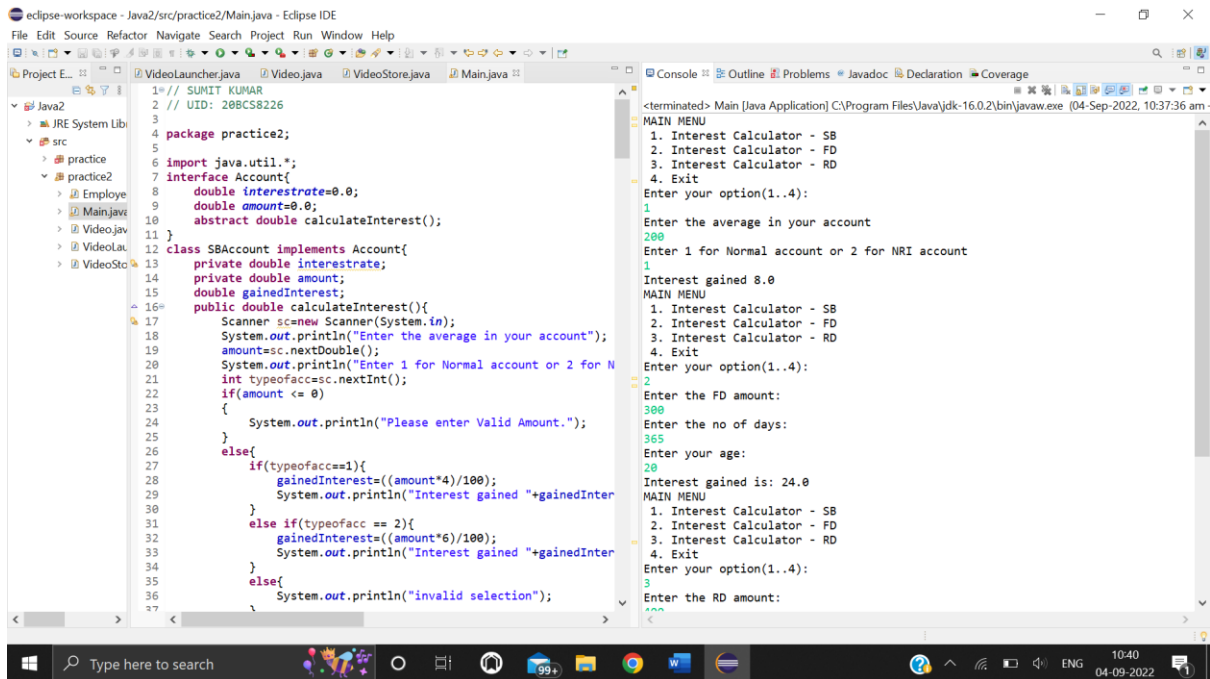 eclipse-workspace - Java2/src/practice2/Main.java - Eclipse IDE
File Edit Source Refactor Navigate Search Project Run Window Help
Project E...
Java2
JRE System Lib
src
practice
practice2
Employe
Main.java
Video.jav
VideoLau
VideoSto
VideoLauncher.java Video.java VideoStore.java Main.java
1 // SUMIT KUMAR
2 // UID: 20BCS8226
3
4 package practice2;
5
6 import java.util.*;
7 interface Account{
8 double interestrate=0.0;
9 double amount=0.0;
10 abstract double calculateInterest();
11 }
12 class SBAccount implements Account{
13 private double interestrate;
14 private double amount;
15 double gainedInterest;
16 public double calculateInterest(){
17 Scanner sc=new Scanner(System.in);
18 System.out.println("Enter the average in your account");
19 amount=sc.nextDouble();
20 System.out.println("Enter 1 for Normal account or 2 for N
21 int typeofacc=sc.nextInt();
22 if(amount <= 0)
23 {
24 System.out.println("Please enter Valid Amount.");
25 }
26 else{
27 if(typeofacc==1){
28 gainedInterest=((amount*4)/100);
29 System.out.println("Interest gained "+gainedInter
30 }
31 else if(typeofacc == 2){
32 gainedInterest=((amount*6)/100);
33 System.out.println("Interest gained "+gainedInter
34 }
35 else{
36 System.out.println("invalid selection");
37 }
Console Outline Problems Javadoc Declaration Coverage
<terminated> Main [Java Application] C:\Program Files\Java\jdk-16.0.2\bin\javaw.exe (04-Sep-2022, 10:37:36 am -
MAIN MENU
1. Interest Calculator - SB
2. Interest Calculator - FD
3. Interest Calculator - RD
4. Exit
Enter your option(1..4):
1
Enter the average in your account
200
Enter 1 for Normal account or 2 for NRI account
1
Interest gained 8.0
MAIN MENU
1. Interest Calculator - SB
2. Interest Calculator - FD
3. Interest Calculator - RD
4. Exit
Enter your option(1..4):
2
Enter the FD amount:
300
Enter the no of days:
365
Enter your age:
20
Interest gained is: 24.0
MAIN MENU
1. Interest Calculator - SB
2. Interest Calculator - FD
3. Interest Calculator - RD
4. Exit
Enter your option(1..4):
3
Enter the RD amount:
Type here to search
99+
ENG
10:40
04-09-2022
1